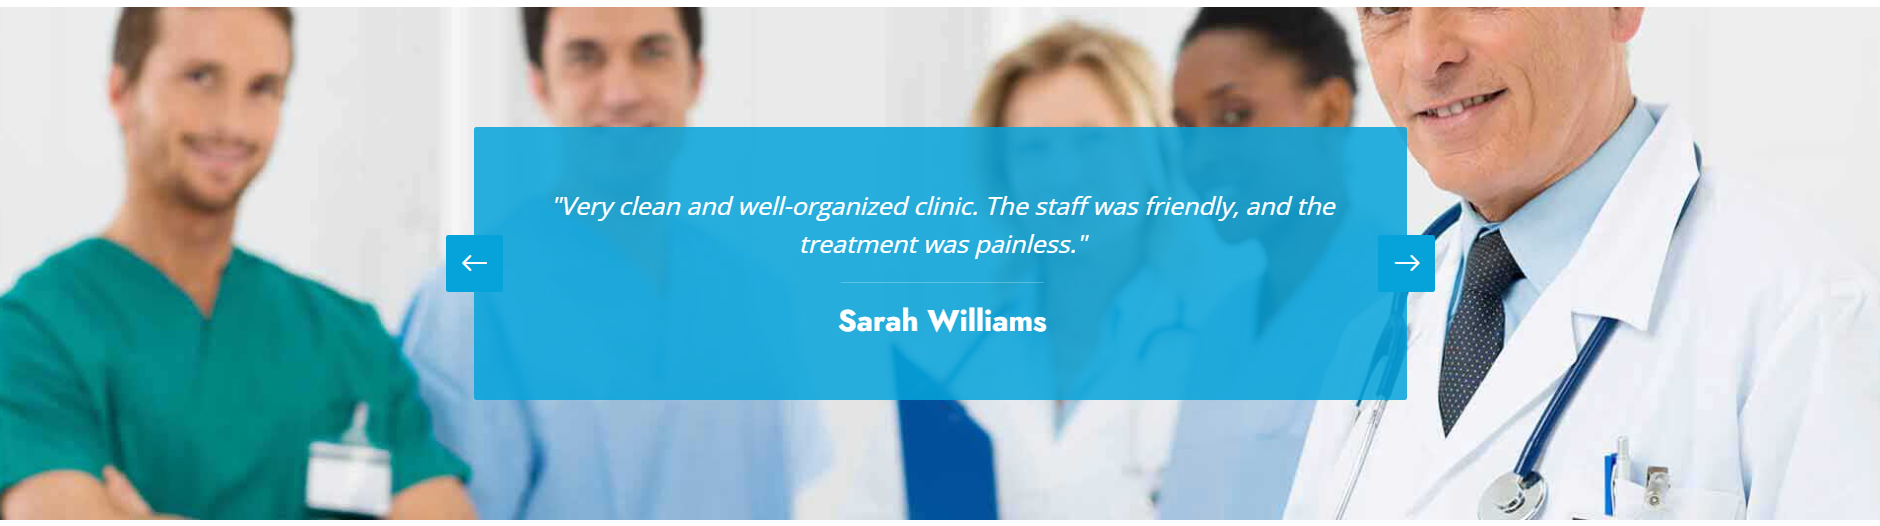 "Very clean and well-organized clinic. The staff was friendly, and the
treatment was painless."
Sarah Williams